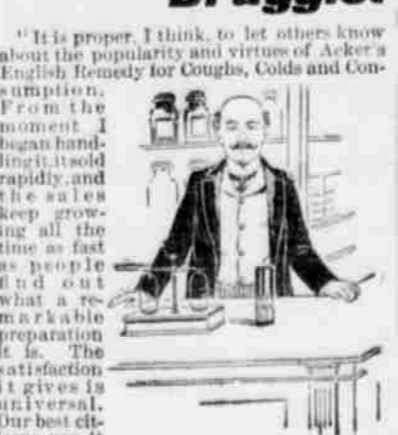 Druggist
"It is proper, I think, to let others know
about the popularity and virtues of Acker's
English Remedy for Coughs, Colds and Con-
sumption.
From the
moment I
began hand-
ling it, it sold
rapidly, and
the sales
keep grow-
ing all the
time as fast
as people
find out
what a re-
markable
preparation
it is. The
satisfaction
it gives is
universal.
Our best cit-